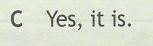 C Yes, it is.